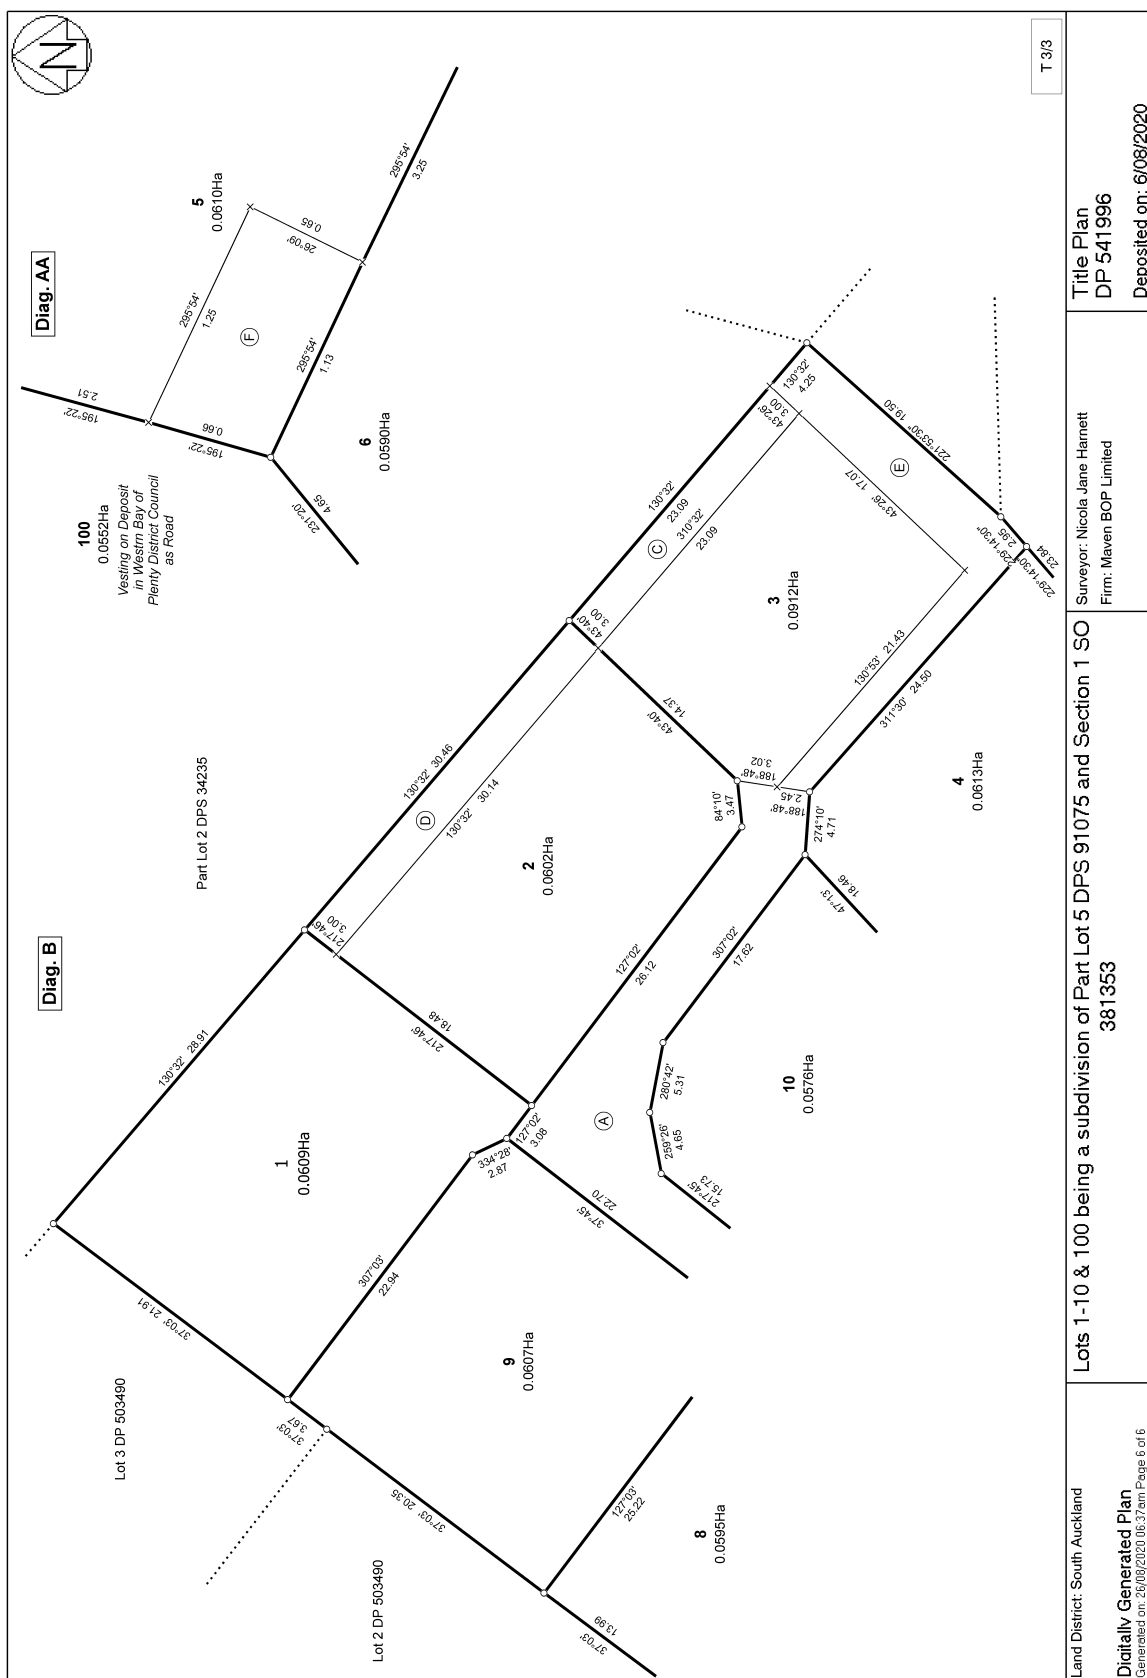 N
Diag. B
Diag. AA
100
0.0552Ha
Vesting on Deposit
in Westrn Bay of
Plenty District Council
as Road
195°22'
2.51
195°22'
0.66
295°54'
1.25
F
26°09'
0.65
5
0.0610Ha
295°54'
1.13
295°54'
3.25
231°20'
4.65
6
0.0590Ha
Lot 3 DP 503490
Lot 2 DP 503490
Part Lot 2 DPS 34235
37°03' 21.91
37°03'
3.67
37°03' 20.35
37°03'
13.99
130°32' 28.91
1
0.0609Ha
307°03'
22.94
334°28'
2.87
127°02'
3.08
217°46'
18.48
217°46'
3.00
130°32' 30.46
D
130°32'
30.14
2
0.0602Ha
127°02'
26.12
84°10'
3.47
43°40'
14.37
43°40'
3.00
130°32'
23.09
C
310°32'
23.09
43°26'
3.00
130°32'
4.25
3
0.0912Ha
43°26'
17.07
E
221°53'30"
19.50
229°14'30"
2.95
229°14'30"
23.84
130°53' 21.43
311°30' 24.50
188°48'
3.02
188°48'
2.45
274°10'
4.71
47°13'
18.46
4
0.0613Ha
307°02'
17.62
280°42'
5.31
259°26'
4.65
217°45'
15.73
A
37°45'
22.70
10
0.0576Ha
9
0.0607Ha
127°03'
25.22
8
0.0595Ha
T 3/3
Land District: South Auckland
Digitally Generated Plan
Generated on: 26/08/2020 06:37am Page 6 of 6
Lots 1-10 & 100 being a subdivision of Part Lot 5 DPS 91075 and Section 1 SO
381353
Surveyor: Nicola Jane Harnett
Firm: Maven BOP Limited
Title Plan
DP 541996
Deposited on: 6/08/2020